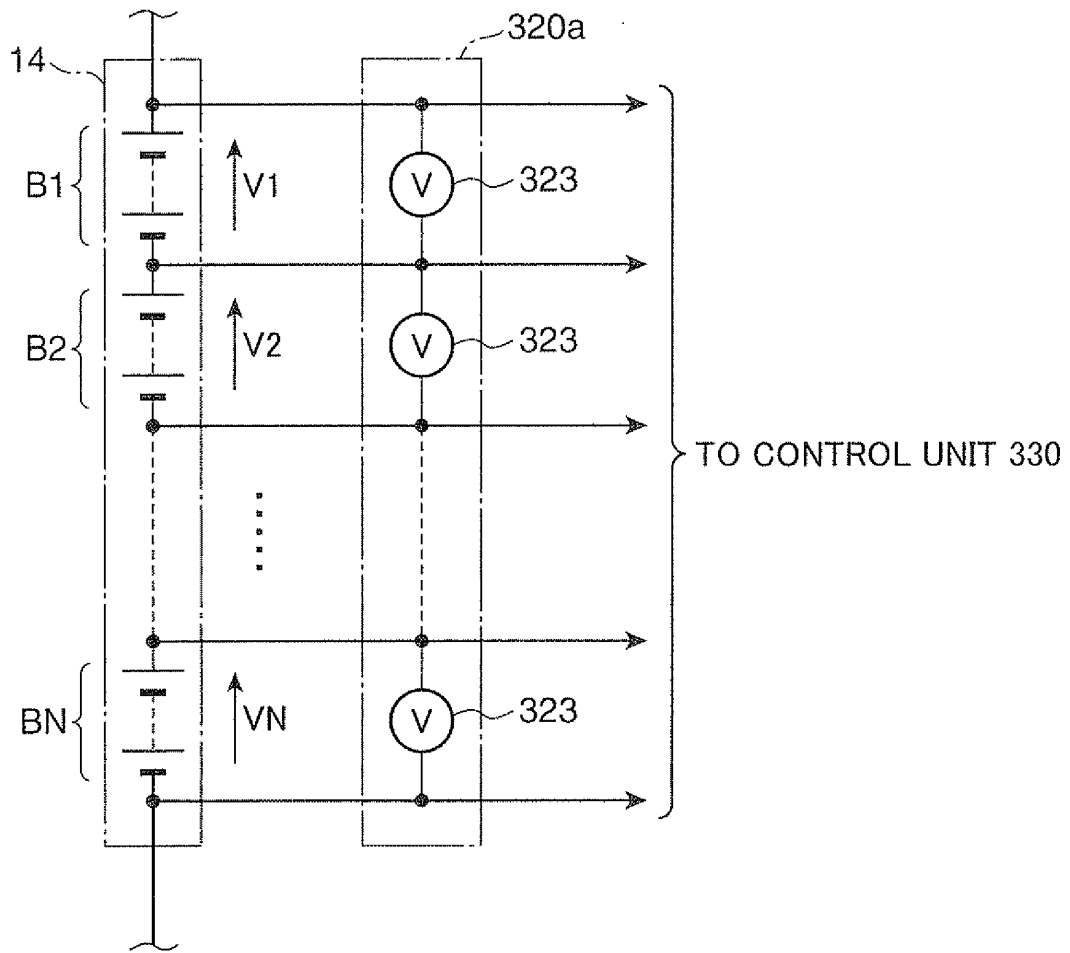 320a
14
B1
V1
V
323
B2
V2
V
323
TO CONTROL UNIT 330
BN
VN
V
323